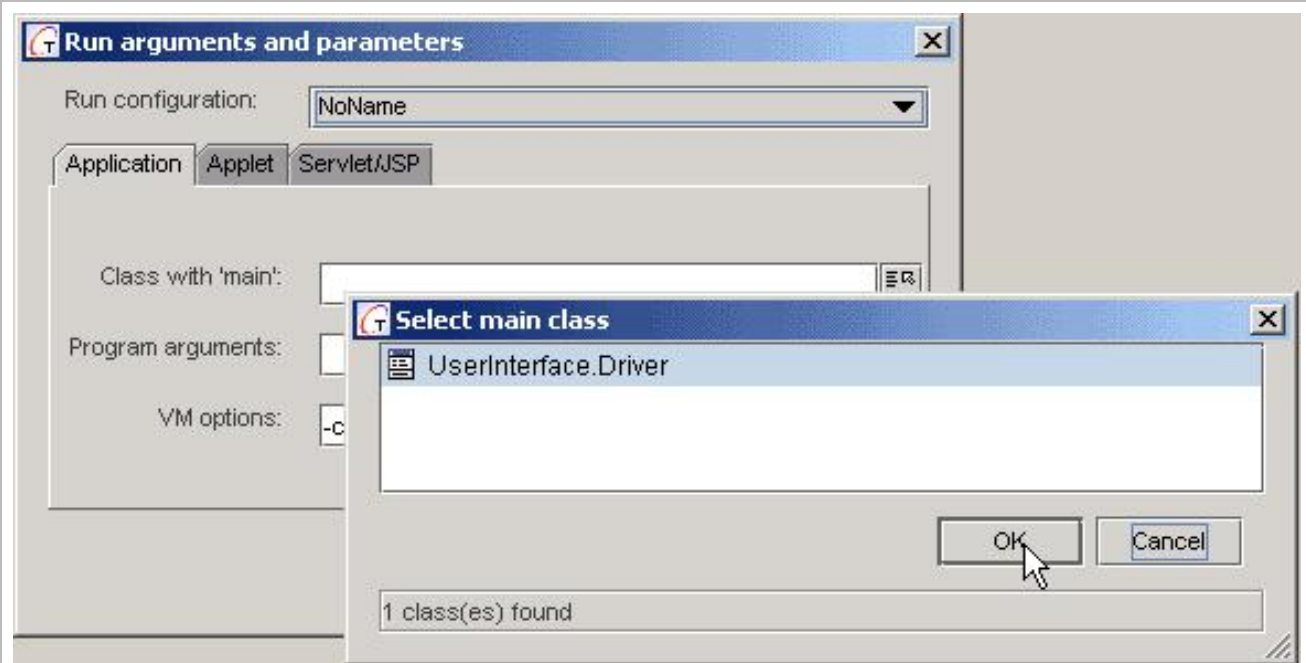 Run arguments and parameters
Run configuration: NoName
Application Applet Servlet/JSP
Class with 'main':
Select main class
Program arguments:
UserInterface.Driver
VM options: -c
OK Cancel
1 class(es) found